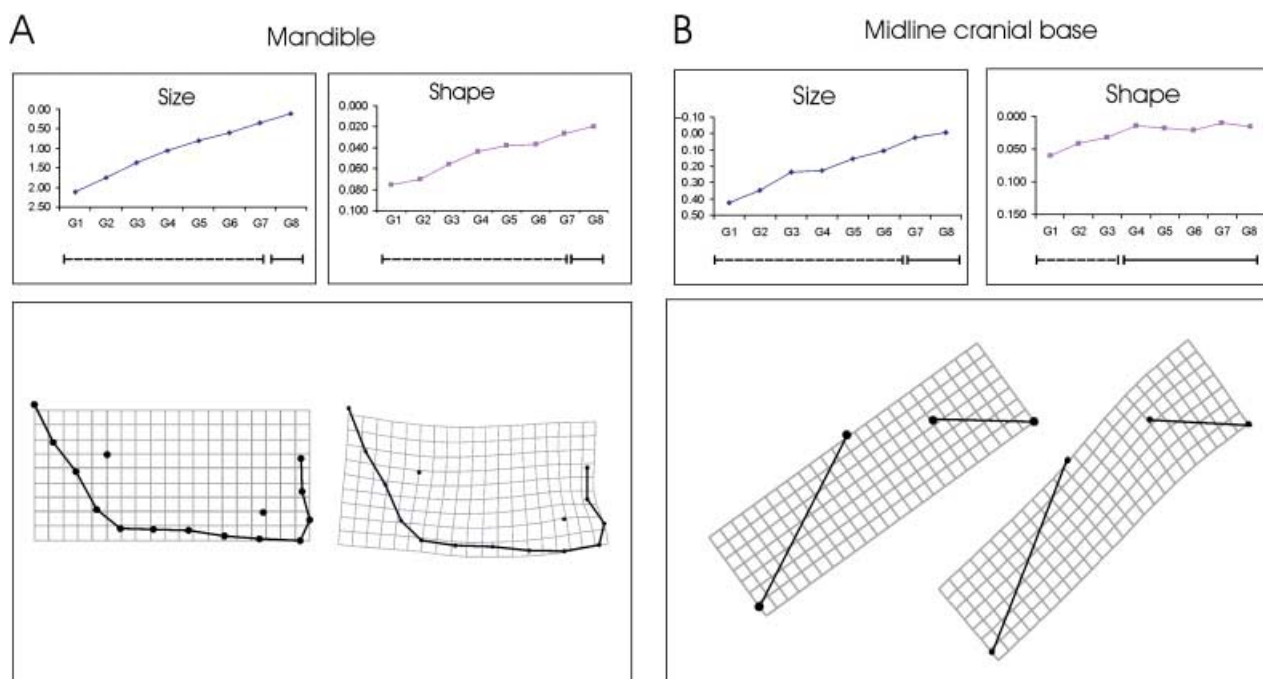 A
Mandible
B
Midline cranial base
Size
0.00
0.50
1.00
1.50
2.00
2.50
G1 G2 G3 G4 G5 G6 G7 G8
Shape
0.000
0.020
0.040
0.060
0.080
0.100
G1 G2 G3 G4 G5 G6 G7 G8
Size
-0.10
0.00
0.10
0.20
0.30
0.40
0.50
G1 G2 G3 G4 G5 G6 G7 G8
Shape
0.000
0.050
0.100
0.150
G1 G2 G3 G4 G5 G6 G7 G8